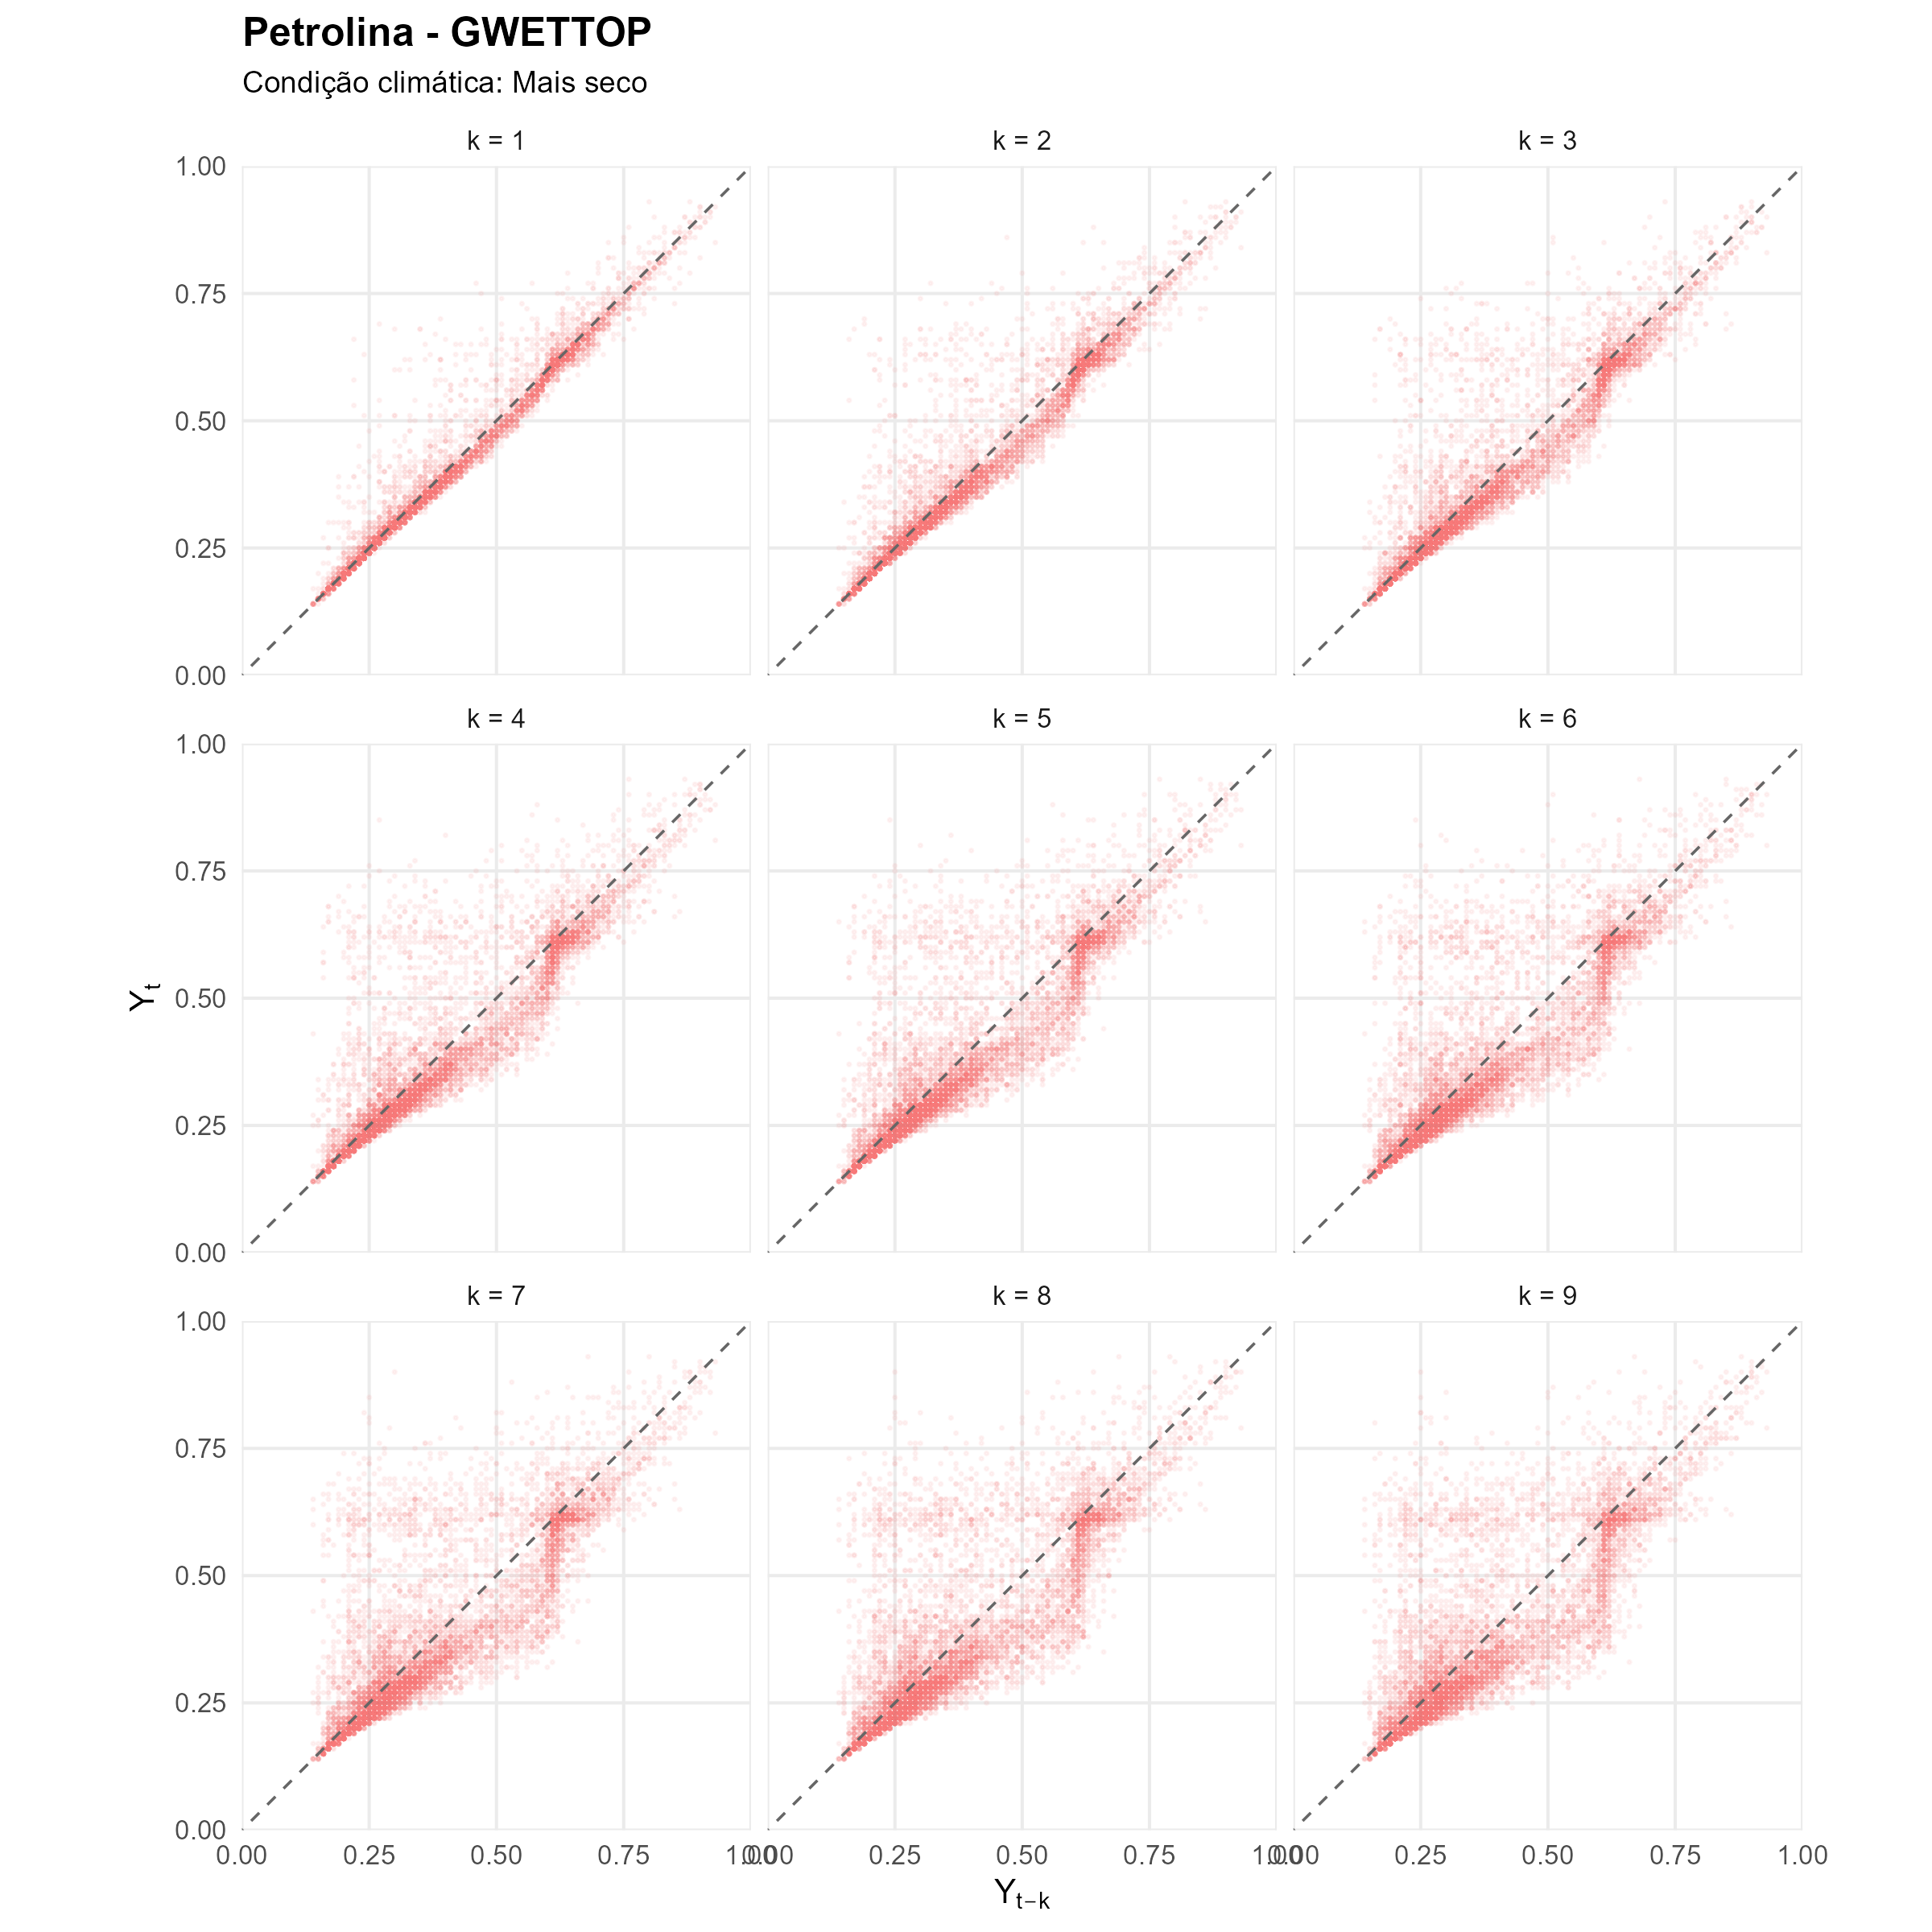 Petrolina - GWETTOP
Condição climática: Mais seco
k = 1 k = 2 k = 3
1.00
0.75
0.50
0.25
0.00
k = 4 k = 5 k = 6
1.00
0.75
0.50
0.25
0.00
Yt
k = 7 k = 8 k = 9
1.00
0.75
0.50
0.25
0.00
0.00 0.25 0.50 0.75 1.00 0.00 0.25 0.50 0.75 1.00 0.00 0.25 0.50 0.75 1.00
Yt−k